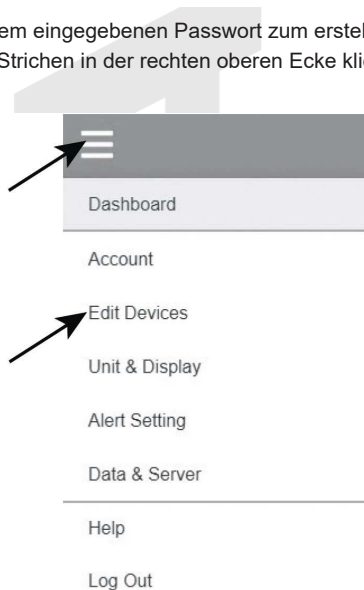 em eingegebenen Passwort zum erstel
Strichen in der rechten oberen Ecke kli
Dashboard
Account
Edit Devices
Unit & Display
Alert Setting
Data & Server
Help
Log Out